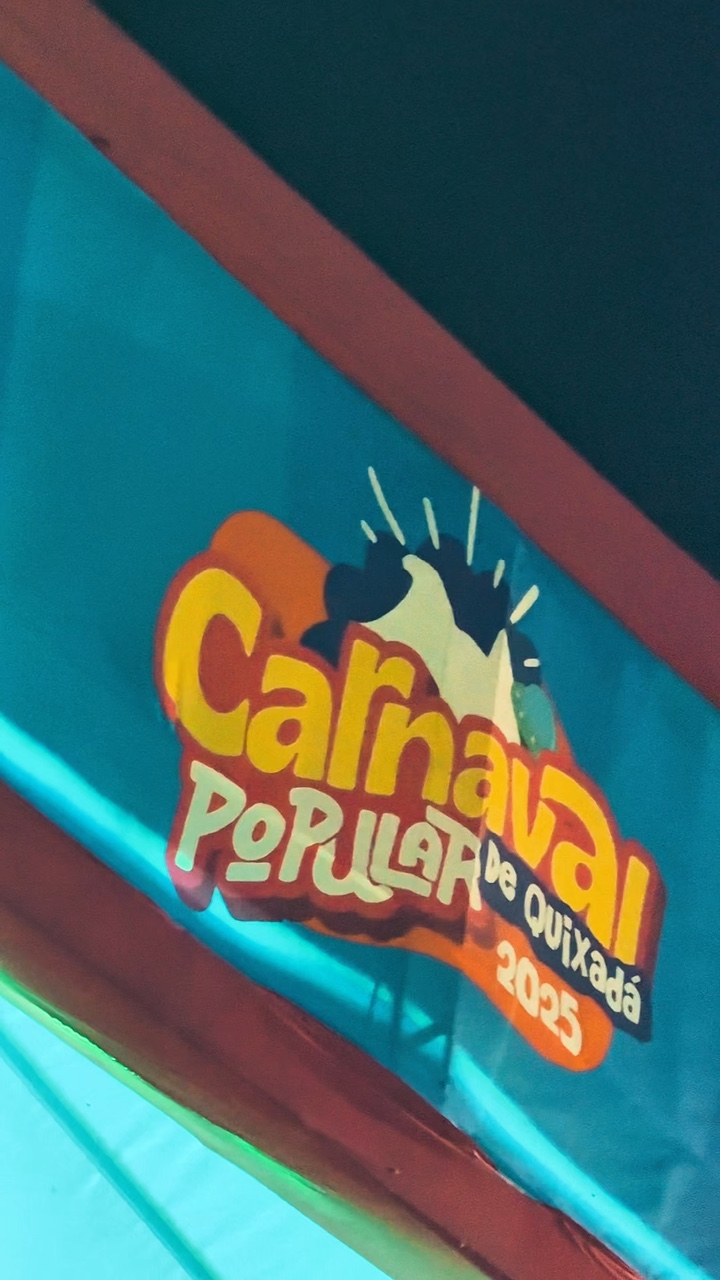 Carnaval
POPULAR
De QUixadá
2025